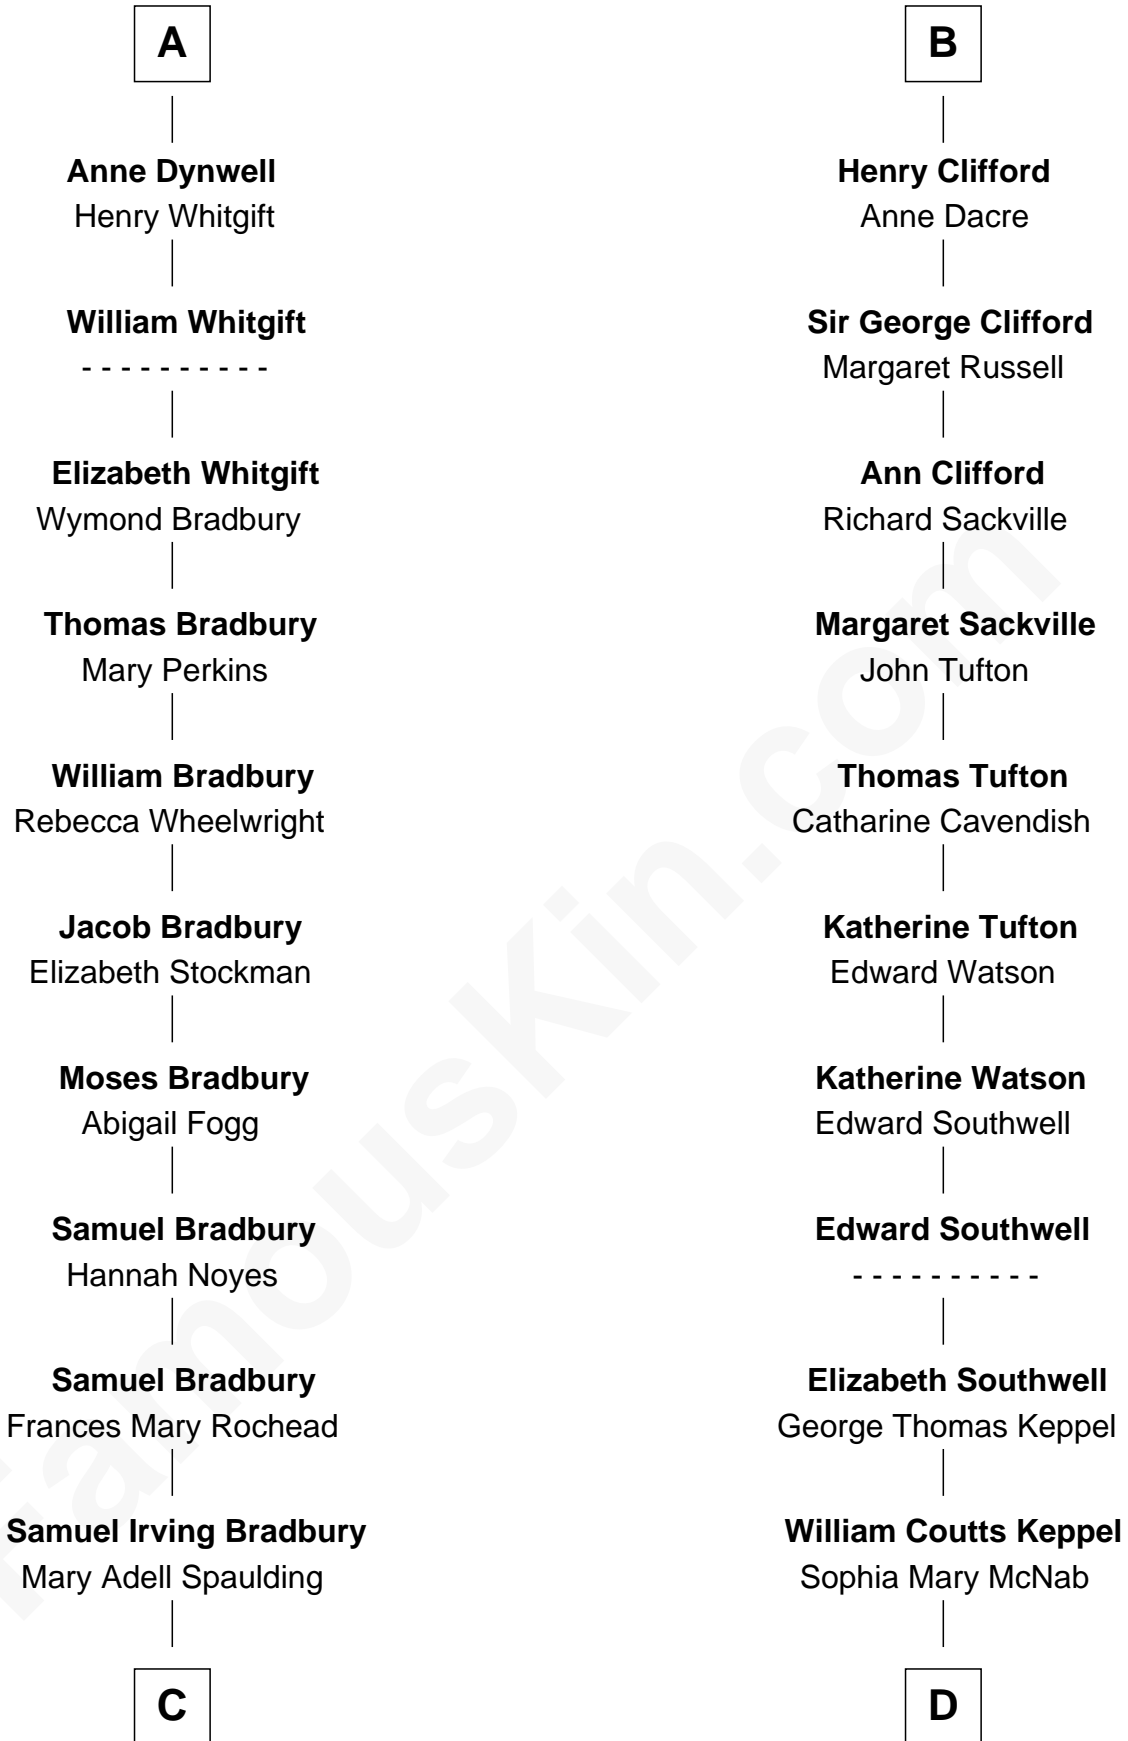 A
Anne Dynwell
Henry Whitgift
William Whitgift
- - - - - - - - - -
Elizabeth Whitgift
Wymond Bradbury
Thomas Bradbury
Mary Perkins
William Bradbury
Rebecca Wheelwright
Jacob Bradbury
Elizabeth Stockman
Moses Bradbury
Abigail Fogg
Samuel Bradbury
Hannah Noyes
Samuel Bradbury
Frances Mary Rochead
Samuel Irving Bradbury
Mary Adell Spaulding
C
B
Henry Clifford
Anne Dacre
Sir George Clifford
Margaret Russell
Ann Clifford
Richard Sackville
Margaret Sackville
John Tufton
Thomas Tufton
Catharine Cavendish
Katherine Tufton
Edward Watson
Katherine Watson
Edward Southwell
Edward Southwell
- - - - - - - - - -
Elizabeth Southwell
George Thomas Keppel
William Coutts Keppel
Sophia Mary McNab
D
FamousKin.com